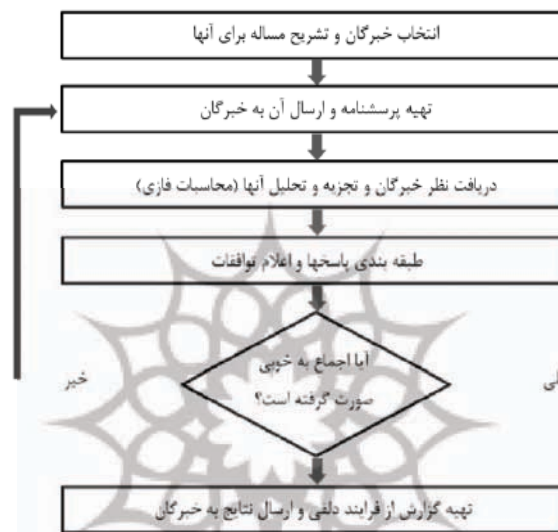 انتخاب خبرگان و تشریح مساله برای آنها
تهیه پرسشنامه و ارسال آن به خبرگان
دریافت نظر خبرگان و تجزیه و تحلیل آنها (محاسبات فازی)
طبقه بندی پاسخها و اعلام توافقات
آیا اجماع به خوبی
صورت گرفته است؟
خیر
تهیه گزارش از فرایند دلفی و ارسال نتایج به خبرگان